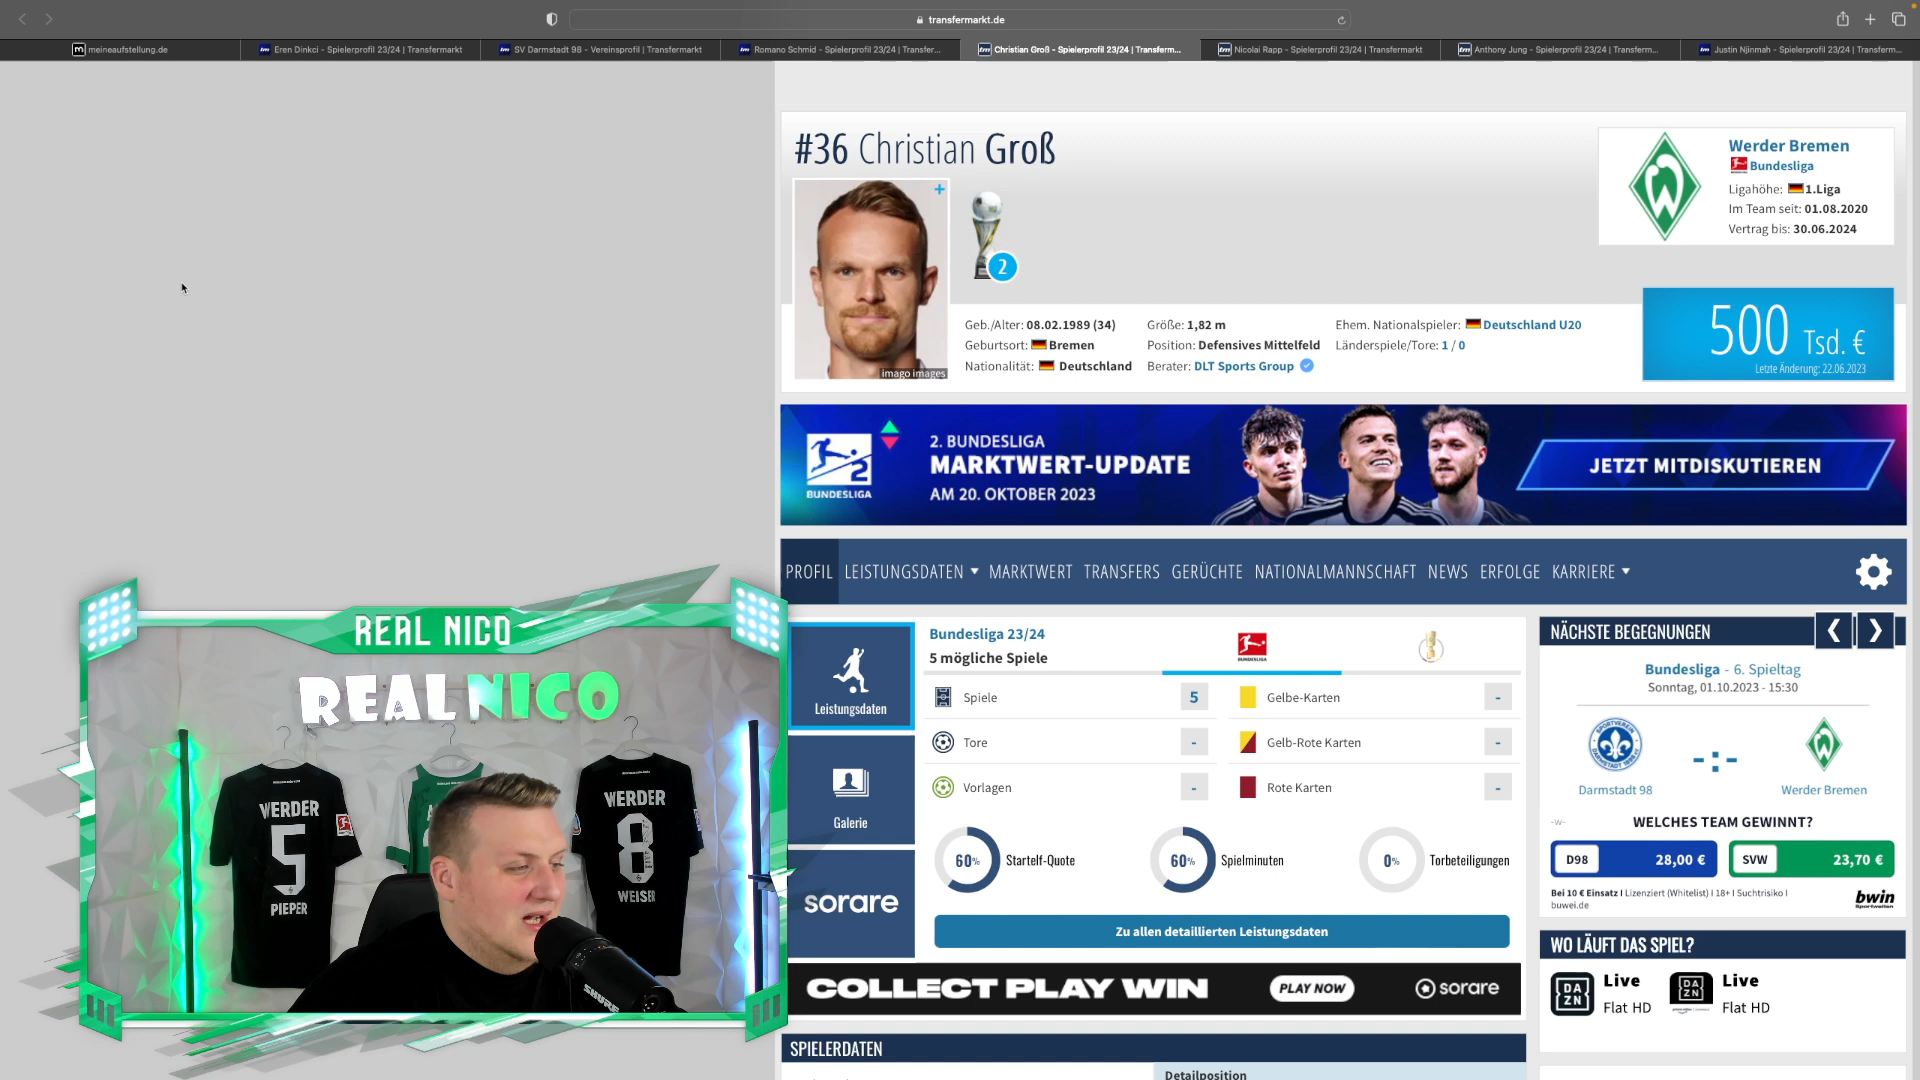 transfermarkt.de
meineaufstellung.de
Eren Dinkci - Spielerprofil 23/24 | Transfermarkt
SV Darmstadt 98 - Vereinsprofil | Transfermarkt
Romano Schmid - Spielerprofil 23/24 | Transfer...
Christian Groß - Spielerprofil 23/24 | Transferm...
Nicolai Rapp - Spielerprofil 23/24 | Transfermarkt
Anthony Jung - Spielerprofil 23/24 | Transferm...
Justin Njinmah - Spielerprofil 23/24 | Transferm...
#36 Christian Groß
2
imago images
Werder Bremen
Bundesliga
Ligahöhe: 1.Liga
Im Team seit: 01.08.2020
Vertrag bis: 30.06.2024
Geb./Alter: 08.02.1989 (34)
Geburtsort: Bremen
Nationalität: Deutschland
Größe: 1,82 m
Position: Defensives Mittelfeld
Berater: DLT Sports Group
Ehem. Nationalspieler: Deutschland U20
Länderspiele/Tore: 1 / 0
500 Tsd. €
Letzte Änderung: 22.06.2023
2
BUNDESLIGA
2. BUNDESLIGA
MARKTWERT-UPDATE
AM 20. OKTOBER 2023
JETZT MITDISKUTIEREN
PROFIL LEISTUNGSDATEN MARKTWERT TRANSFERS GERÜCHTE NATIONALMANNSCHAFT NEWS ERFOLGE KARRIERE
Leistungsdaten
Galerie
sorare
Bundesliga 23/24
5 mögliche Spiele
BUNDESLIGA
Spiele 5
Gelbe-Karten -
Tore -
Gelb-Rote Karten -
Vorlagen -
Rote Karten -
60% Startelf-Quote
60% Spielminuten
0% Torbeteiligungen
Zu allen detaillierten Leistungsdaten
COLLECT PLAY WIN
PLAY NOW
sorare
SPIELERDATEN
Detailposition
NÄCHSTE BEGEGNUNGEN
Bundesliga - 6. Spieltag
Sonntag, 01.10.2023 - 15:30
-:-
Darmstadt 98
Werder Bremen
-W-
WELCHES TEAM GEWINNT?
D98 28,00 €
SVW 23,70 €
Bei 10 € Einsatz I Lizenziert (Whitelist) I 18+ I Suchtrisiko I
buwei.de
bwin
Sportwetten
WO LÄUFT DAS SPIEL?
DAZN
Live
Flat HD
DAZN
Live
Flat HD
REAL NICO
REALNICO
WERDER
5
PIEPER
WERDER
8
WEISER
SHURE